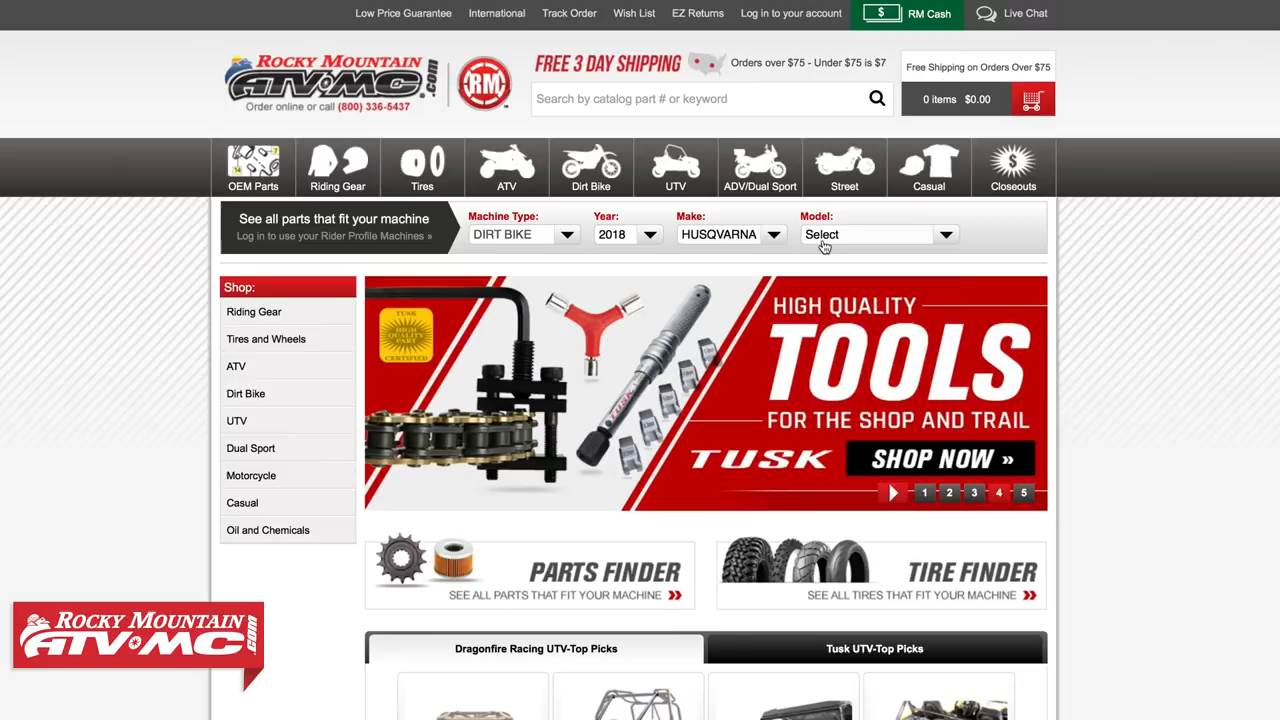 Low Price Guarantee International Track Order Wish List EZ Returns Log in to your account $ RM Cash Live Chat
ROCKY MOUNTAIN
ATV•MC.com
Order online or call (800) 336-5437
RM
FREE 3 DAY SHIPPING Orders over $75 - Under $75 is $7
Search by catalog part # or keyword
Free Shipping on Orders Over $75
0 items $0.00
OEM Parts Riding Gear Tires ATV Dirt Bike UTV ADV/Dual Sport Street Casual Closeouts
See all parts that fit your machine
Log in to use your Rider Profile Machines »
Machine Type: Year: Make: Model:
DIRT BIKE 2018 HUSQVARNA Select
Shop:
Riding Gear
Tires and Wheels
ATV
Dirt Bike
UTV
Dual Sport
Motorcycle
Casual
Oil and Chemicals
TUSK
HIGH
QUALITY
PART
CERTIFIED
TUSK
HIGH QUALITY
TOOLS
FOR THE SHOP AND TRAIL
TUSK SHOP NOW »
1 2 3 4 5
PARTS FINDER
SEE ALL PARTS THAT FIT YOUR MACHINE »
TIRE FINDER
SEE ALL TIRES THAT FIT YOUR MACHINE »
ROCKY MOUNTAIN
ATV•MC.com
Dragonfire Racing UTV-Top Picks Tusk UTV-Top Picks